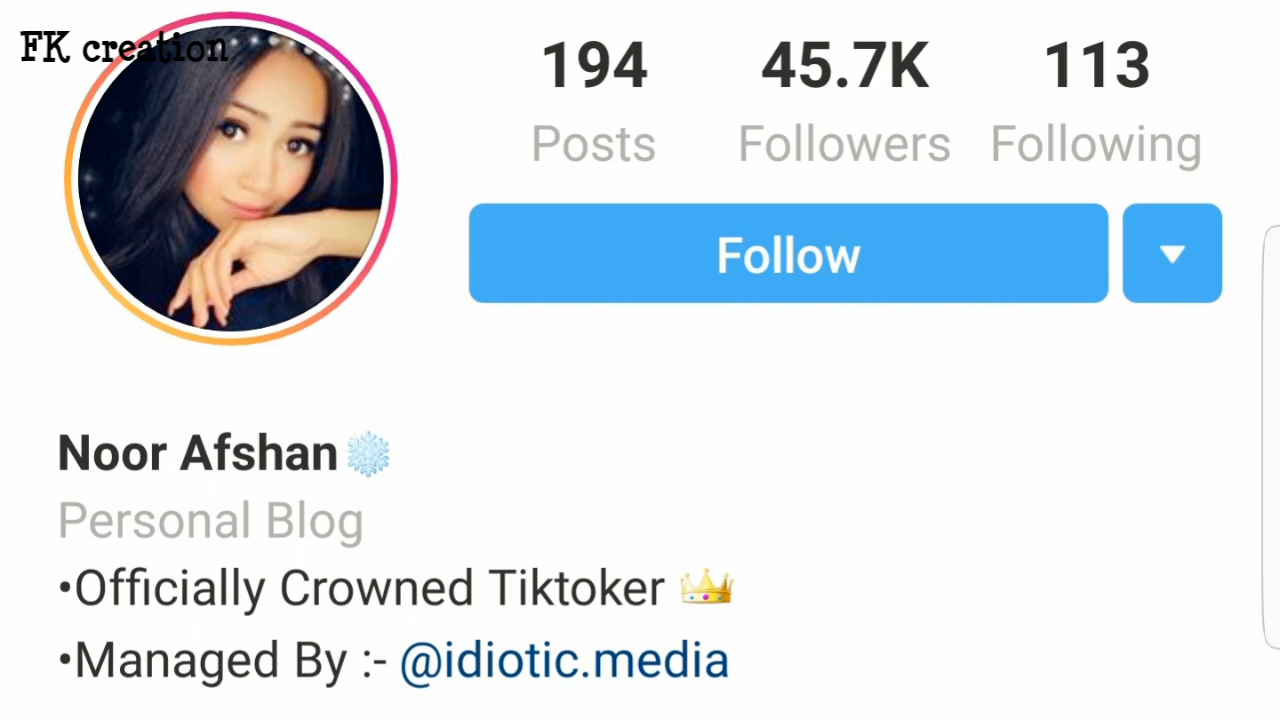 FK creation
194 45.7K 113
Posts Followers Following
Follow
Noor Afshan❄️
Personal Blog
•Officially Crowned Tiktoker 👑
•Managed By :- @idiotic.media